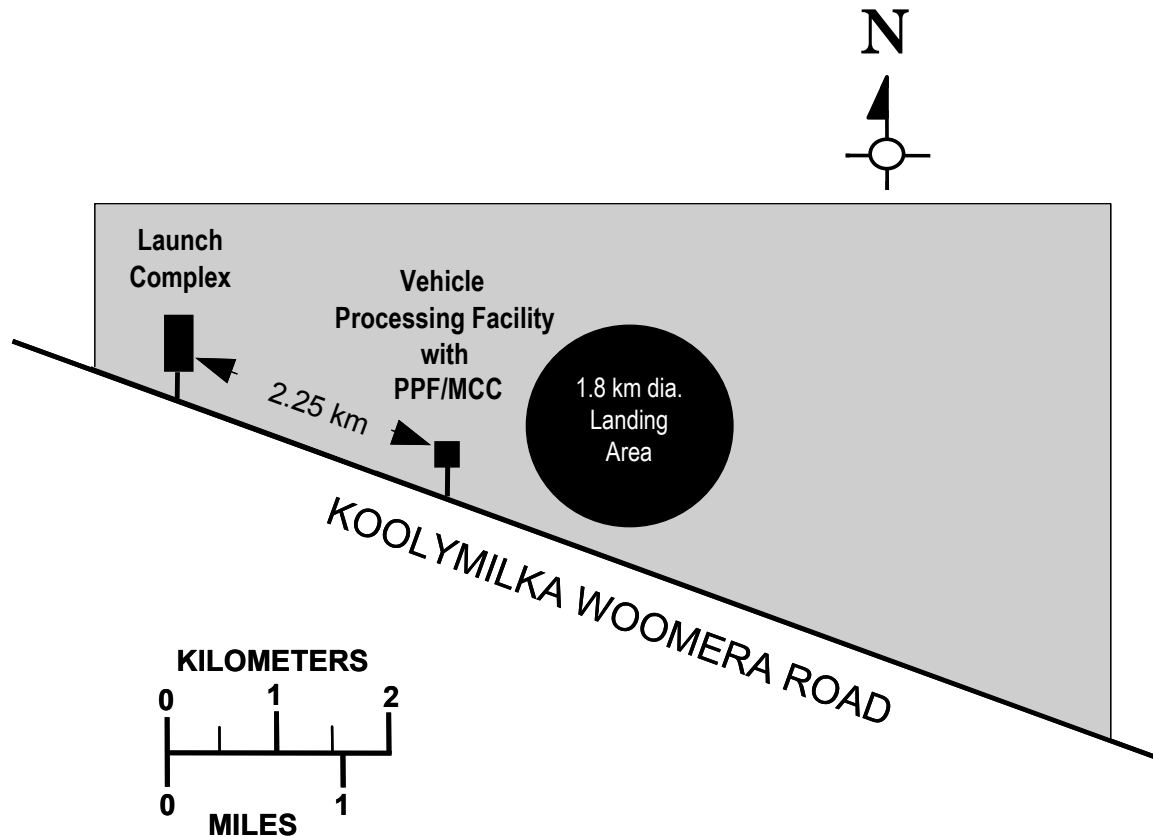 N
Launch
Complex
Vehicle
Processing Facility
with
PPF/MCC
2.25 km
1.8 km dia.
Landing
Area
KOOLYMILKA WOOMERA ROAD
KILOMETERS
0 1 2
0 1
MILES